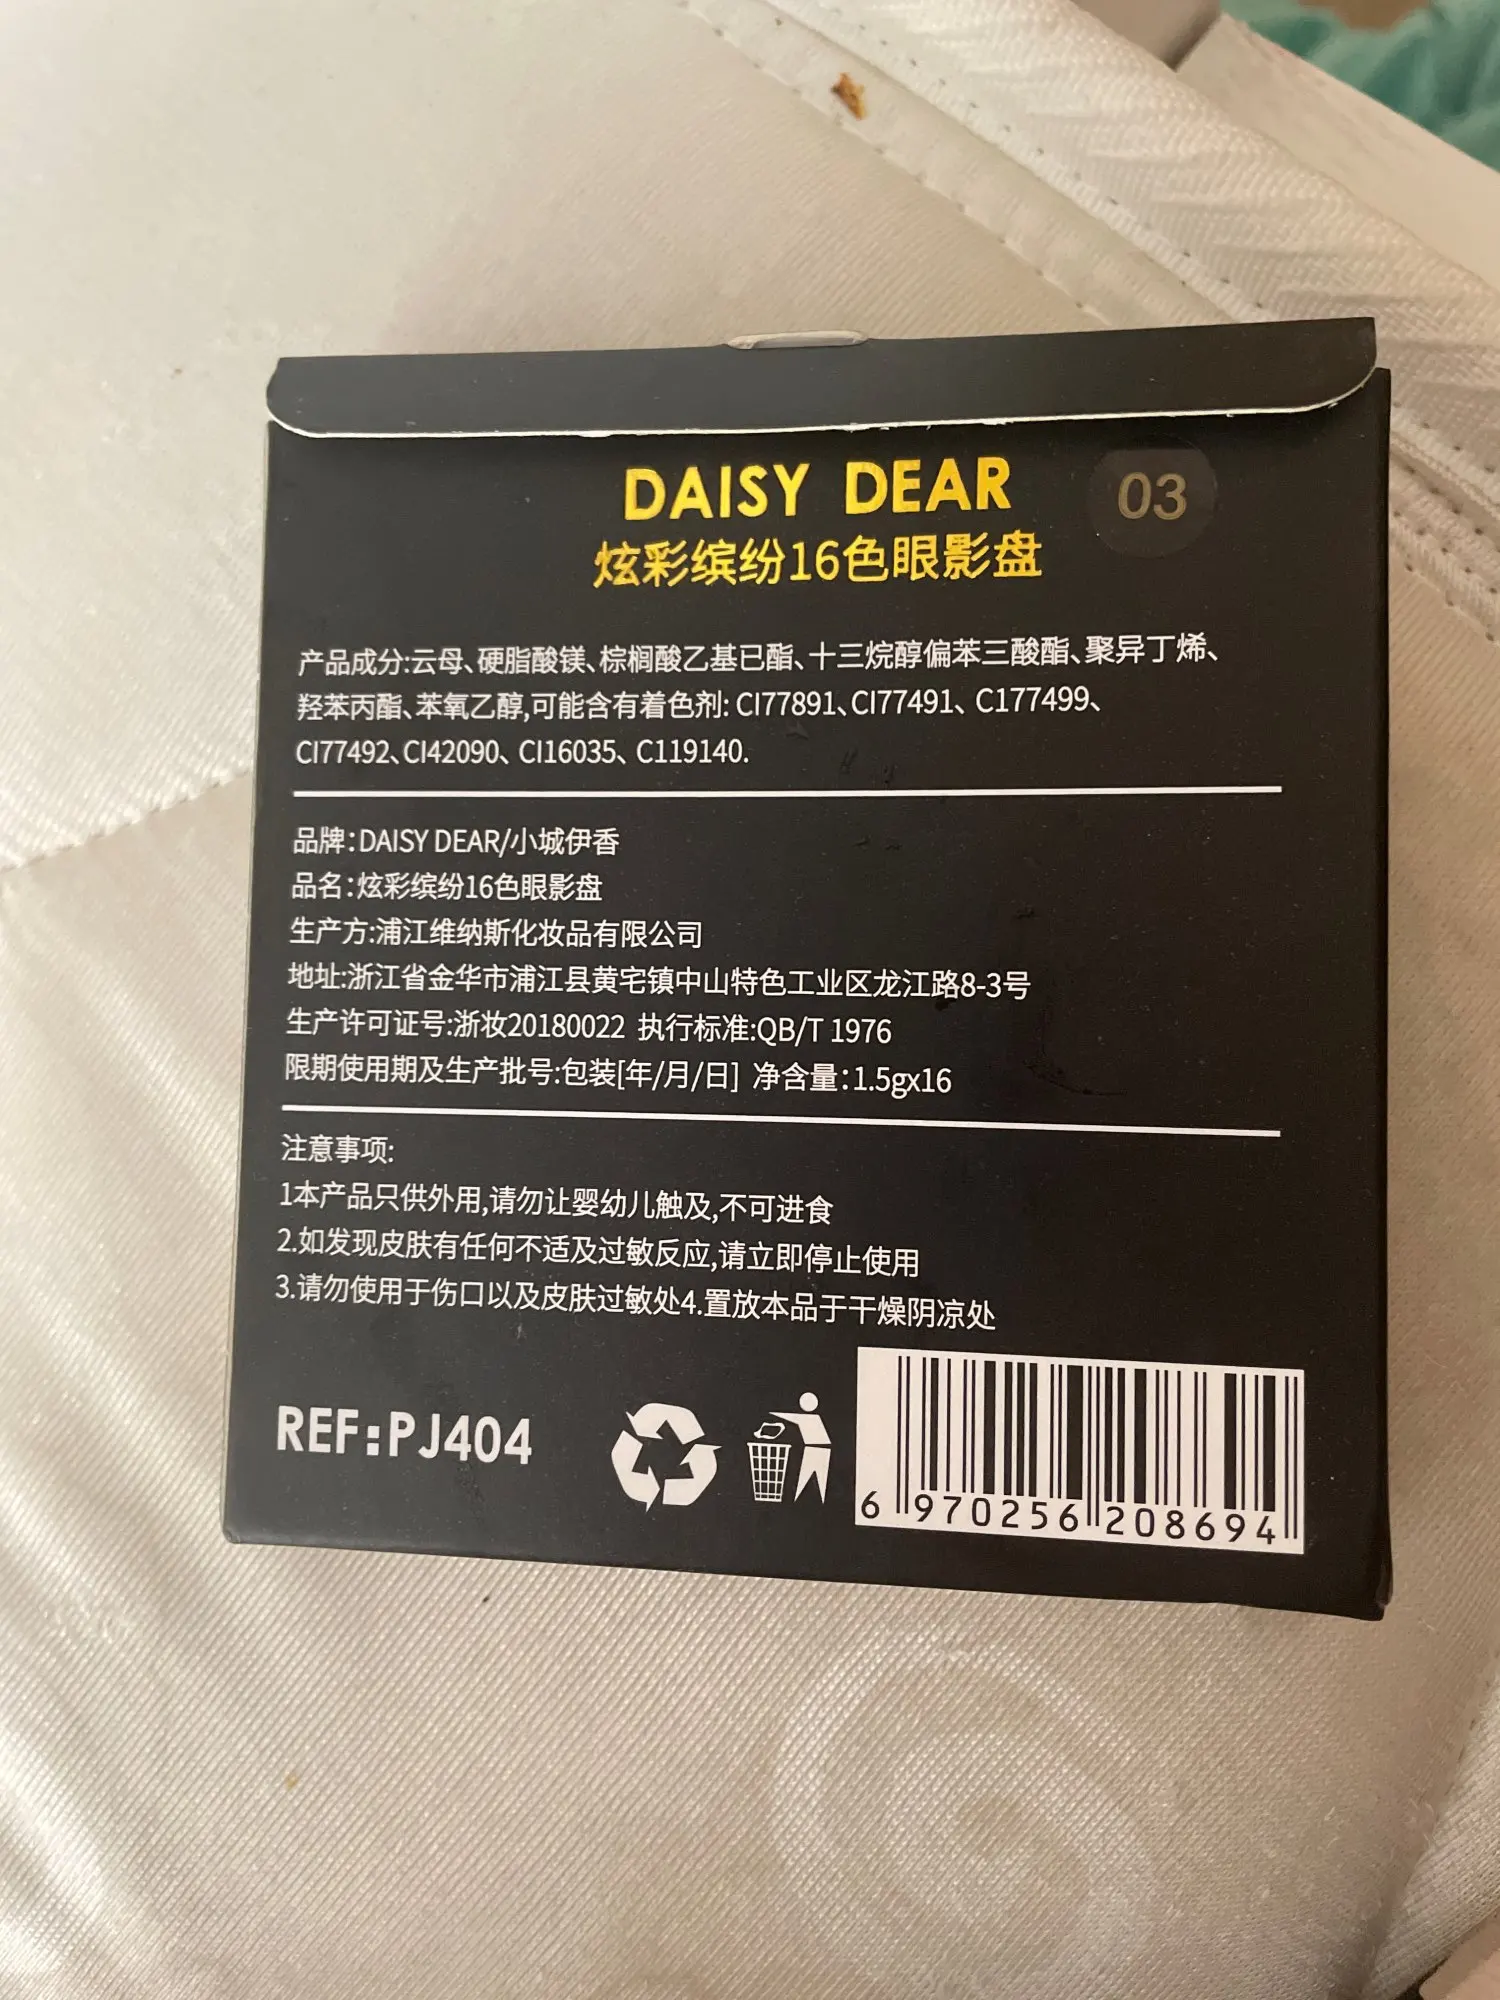 DAISY DEAR 03
炫彩缤纷16色眼影盘
产品成分:云母、硬脂酸镁、棕榈酸乙基已酯、十三烷醇偏苯三酸酯、聚异丁烯、
羟苯丙酯、苯氧乙醇,可能含有着色剂: CI77891、CI77491、C177499、
CI77492、CI42090、CI16035、C119140.
品牌:DAISY DEAR/小城伊香
品名:炫彩缤纷16色眼影盘
生产方:浦江维纳斯化妆品有限公司
地址:浙江省金华市浦江县黄宅镇中山特色工业区龙江路8-3号
生产许可证号:浙妆20180022 执行标准:QB/T 1976
限期使用期及生产批号:包装[年/月/日] 净含量:1.5gx16
注意事项:
1本产品只供外用,请勿让婴幼儿触及,不可进食
2.如发现皮肤有任何不适及过敏反应,请立即停止使用
3.请勿使用于伤口以及皮肤过敏处4.置放本品于干燥阴凉处
REF:PJ404
6 970256 208694